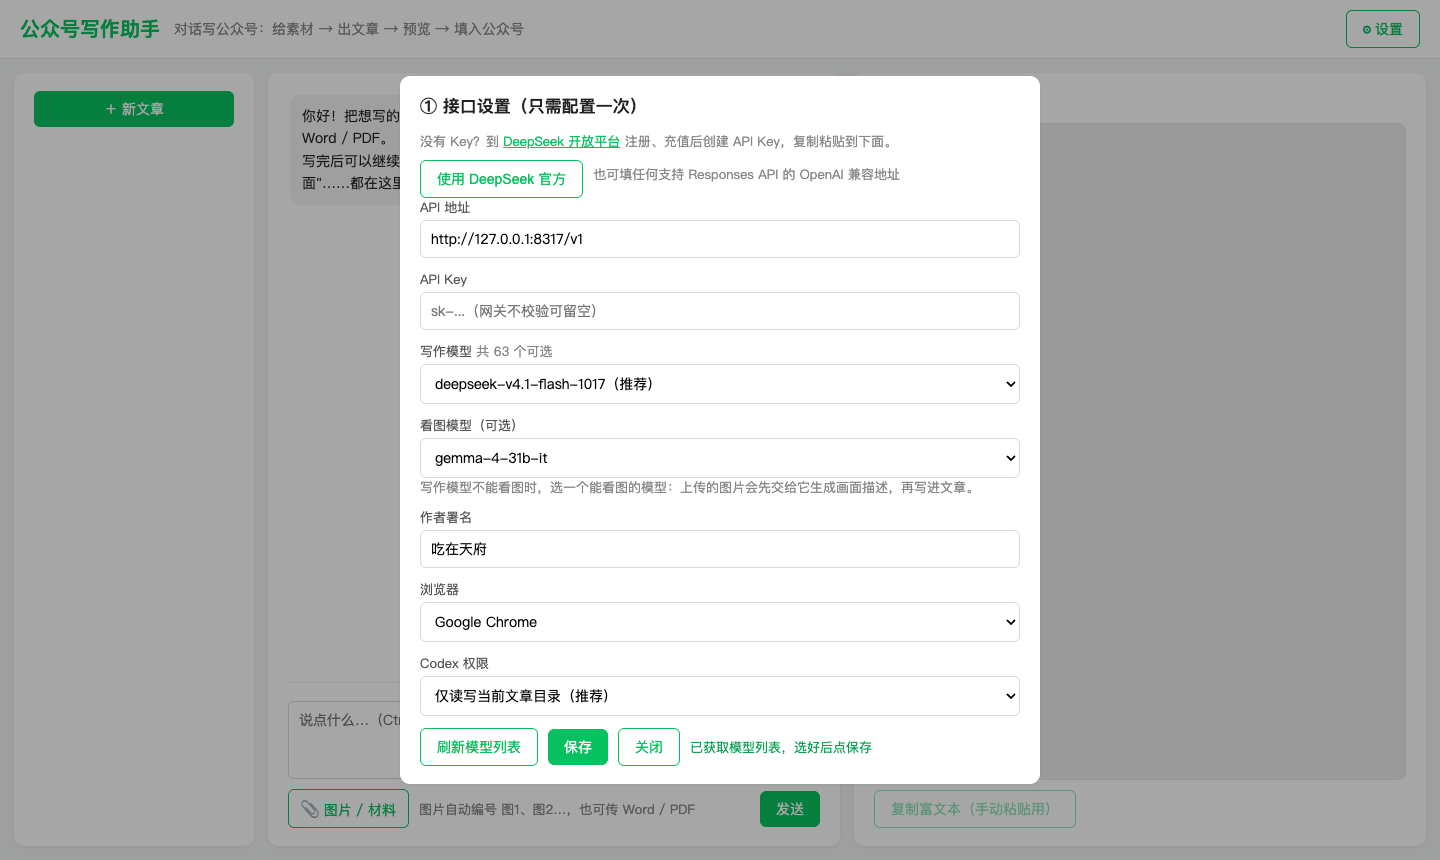 公众号写作助手
对话写公众号：给素材 → 出文章 → 预览 → 填入公众号
⚙ 设置
+ 新文章
你好！把想写的
Word / PDF。
写完后可以继续
面"……都在这里
① 接口设置（只需配置一次）
没有 Key？到 DeepSeek 开放平台 注册、充值后创建 API Key，复制粘贴到下面。
使用 DeepSeek 官方
也可填任何支持 Responses API 的 OpenAI 兼容地址
API 地址
http://127.0.0.1:8317/v1
API Key
sk-...（网关不校验可留空）
写作模型 共 63 个可选
deepseek-v4.1-flash-1017（推荐）
看图模型（可选）
gemma-4-31b-it
写作模型不能看图时，选一个能看图的模型：上传的图片会先交给它生成画面描述，再写进文章。
作者署名
吃在天府
浏览器
Google Chrome
Codex 权限
仅读写当前文章目录（推荐）
刷新模型列表
保存
关闭
已获取模型列表，选好后点保存
说点什么…（Ct
📎 图片 / 材料
图片自动编号 图1、图2…，也可传 Word / PDF
发送
复制富文本（手动粘贴用）